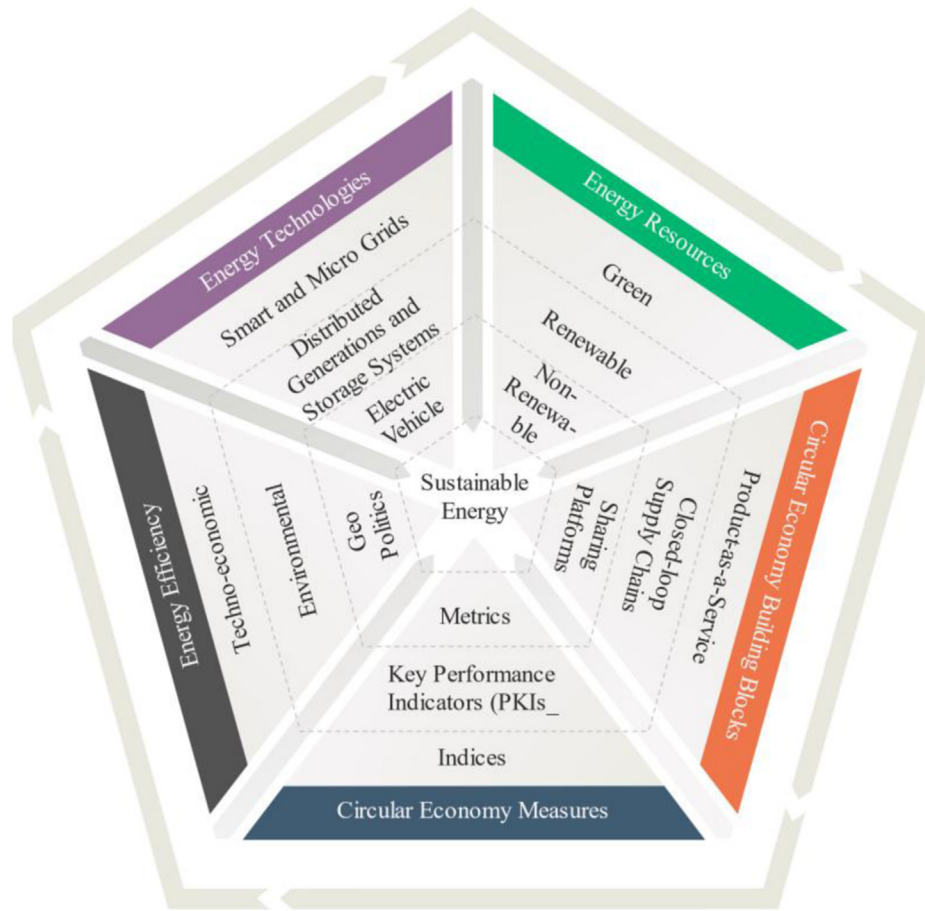 Energy Technologies
Smart and Micro Grids
Distributed
Generations and
Storage Systems
Electric
Vehicle
Energy Resources
Green
Renewable
Non-
Renewa-
ble
Sustainable
Energy
Energy Efficiency
Techno-economic
Environmental
Geo
Politics
Sharing
Platforms
Closed-loop
Supply Chains
Product-as-a-Service
Circular Economy Building Blocks
Metrics
Key Performance
Indicators (PKIs_
Indices
Circular Economy Measures